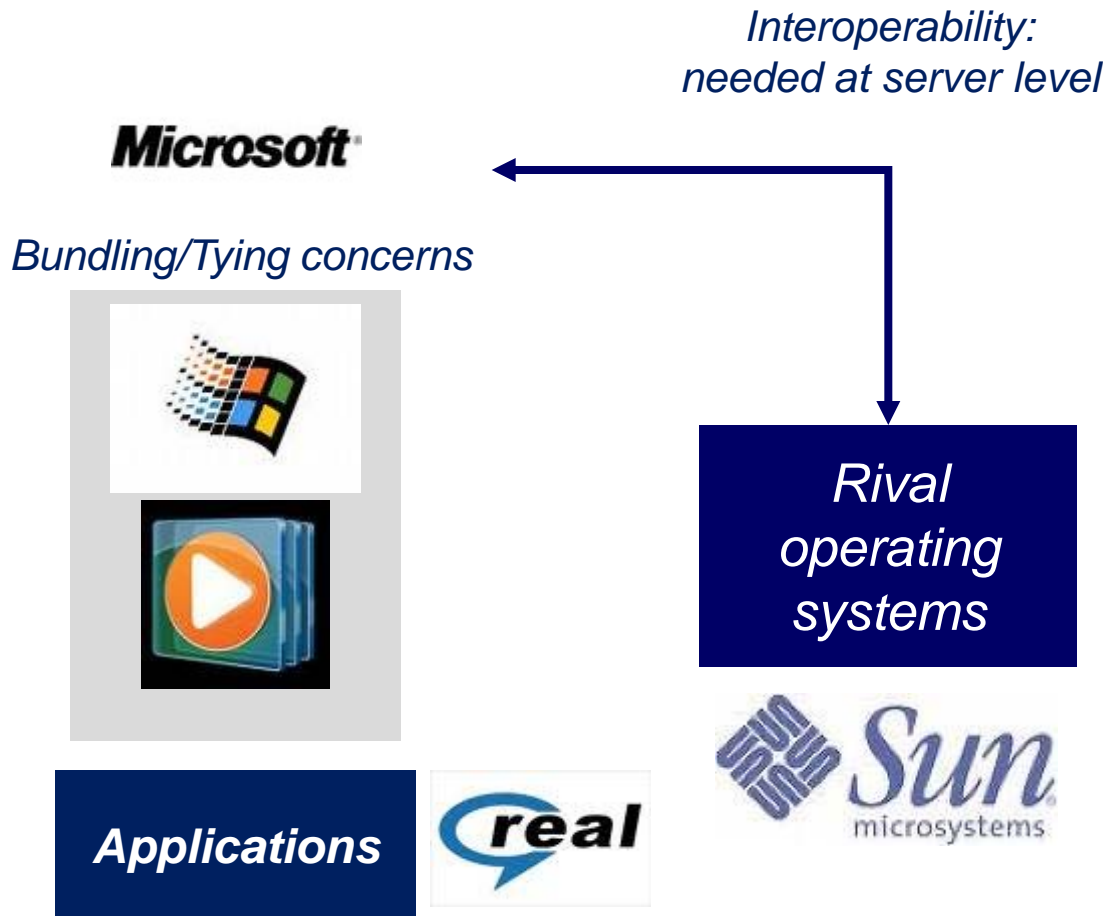 Interoperability:
needed at server level
Microsoft
Bundling/Tying concerns
Rival
operating
systems
Sun
microsystems
Applications
real